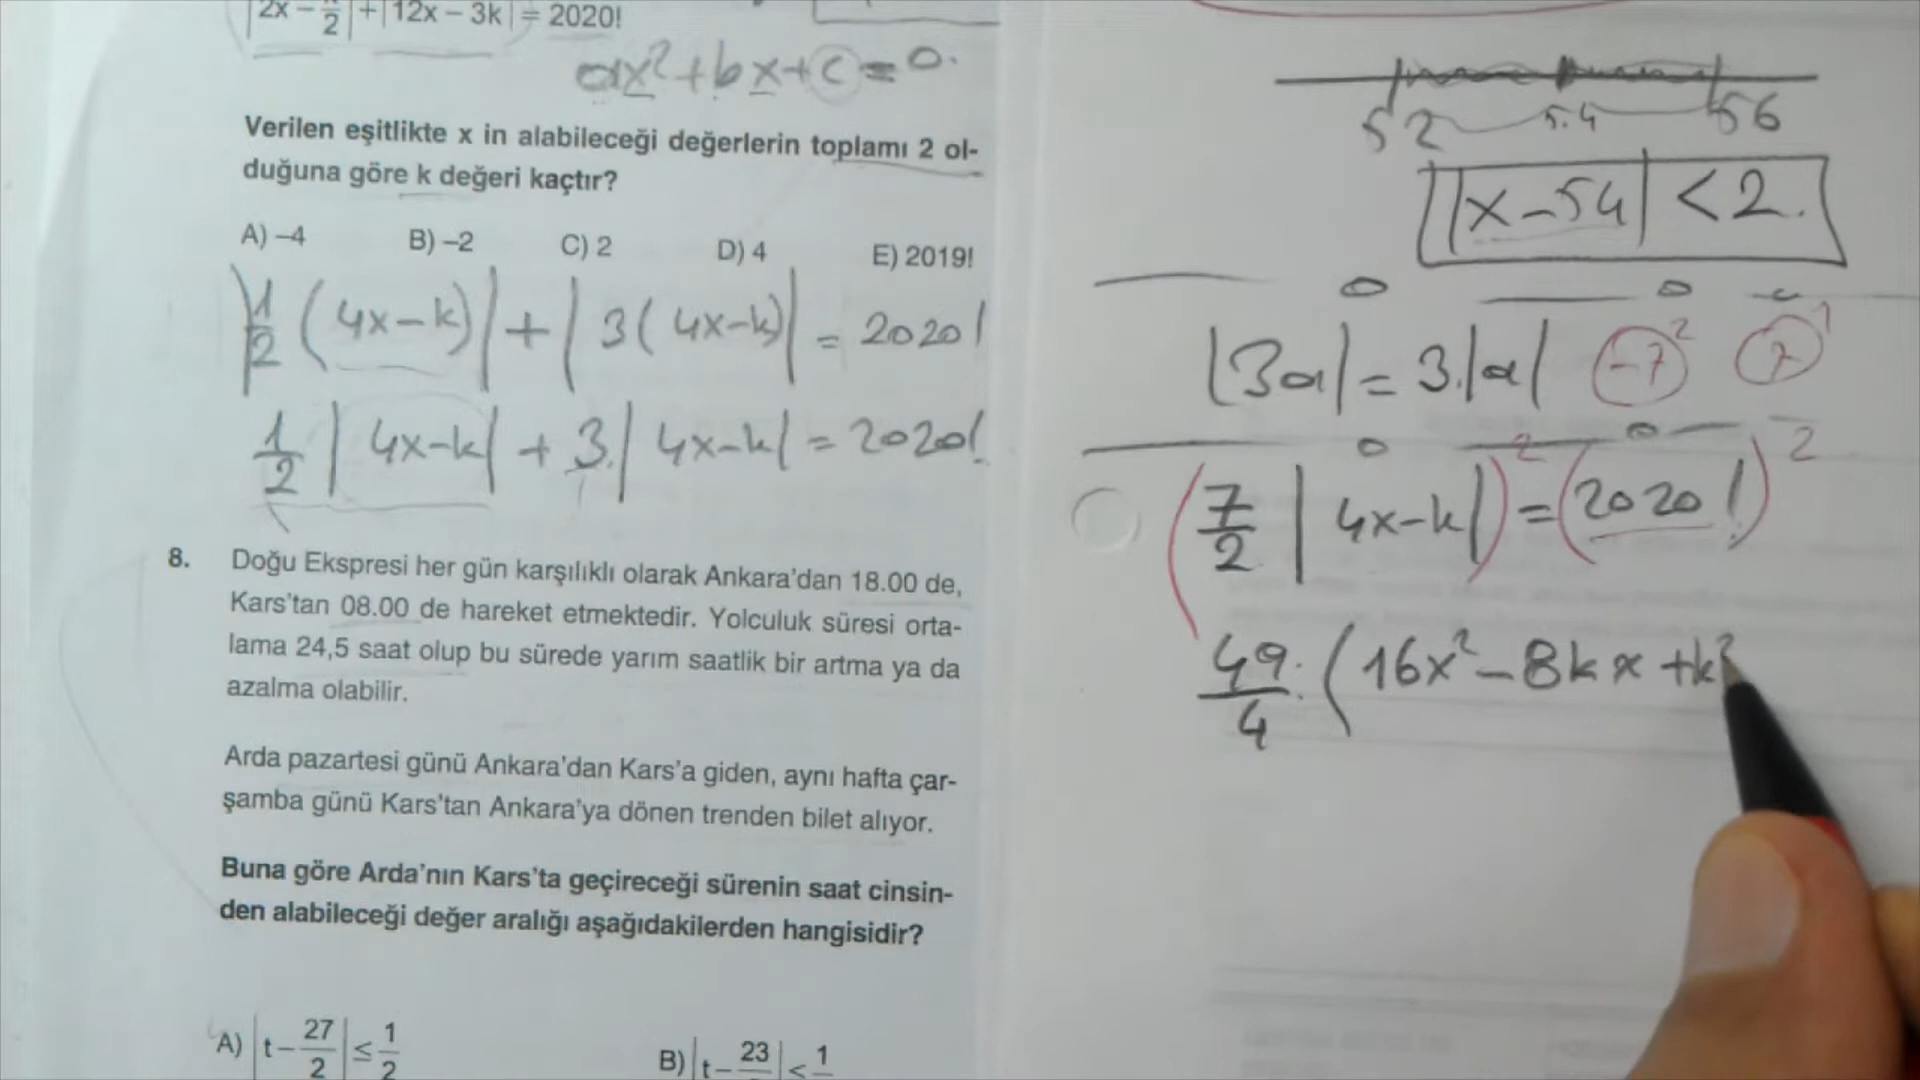 |2x − k/2| + |12x − 3k| = 2020!
ax² + bx + c = 0.
Verilen eşitlikte x in alabileceği değerlerin toplamı 2 ol-
duğuna göre k değeri kaçtır?
A) −4 B) −2 C) 2 D) 4 E) 2019!
|1/2 (4x−k)| + |3(4x−k)| = 2020!
1/2 |4x−k| + 3.|4x−k| = 2020!
8. Doğu Ekspresi her gün karşılıklı olarak Ankara'dan 18.00 de,
Kars'tan 08.00 de hareket etmektedir. Yolculuk süresi orta-
lama 24,5 saat olup bu sürede yarım saatlik bir artma ya da
azalma olabilir.
Arda pazartesi günü Ankara'dan Kars'a giden, aynı hafta çar-
şamba günü Kars'tan Ankara'ya dönen trenden bilet alıyor.
Buna göre Arda'nın Kars'ta geçireceği sürenin saat cinsin-
den alabileceği değer aralığı aşağıdakilerden hangisidir?
A) |t − 27/2| ≤ 1/2 B) |t − 23
52 54 56
|x−54| < 2.
|3a| = 3.|a| −7² 7
(7/2 |4x−k|)² = (2020!)²
49/4 . (16x² − 8kx + k²